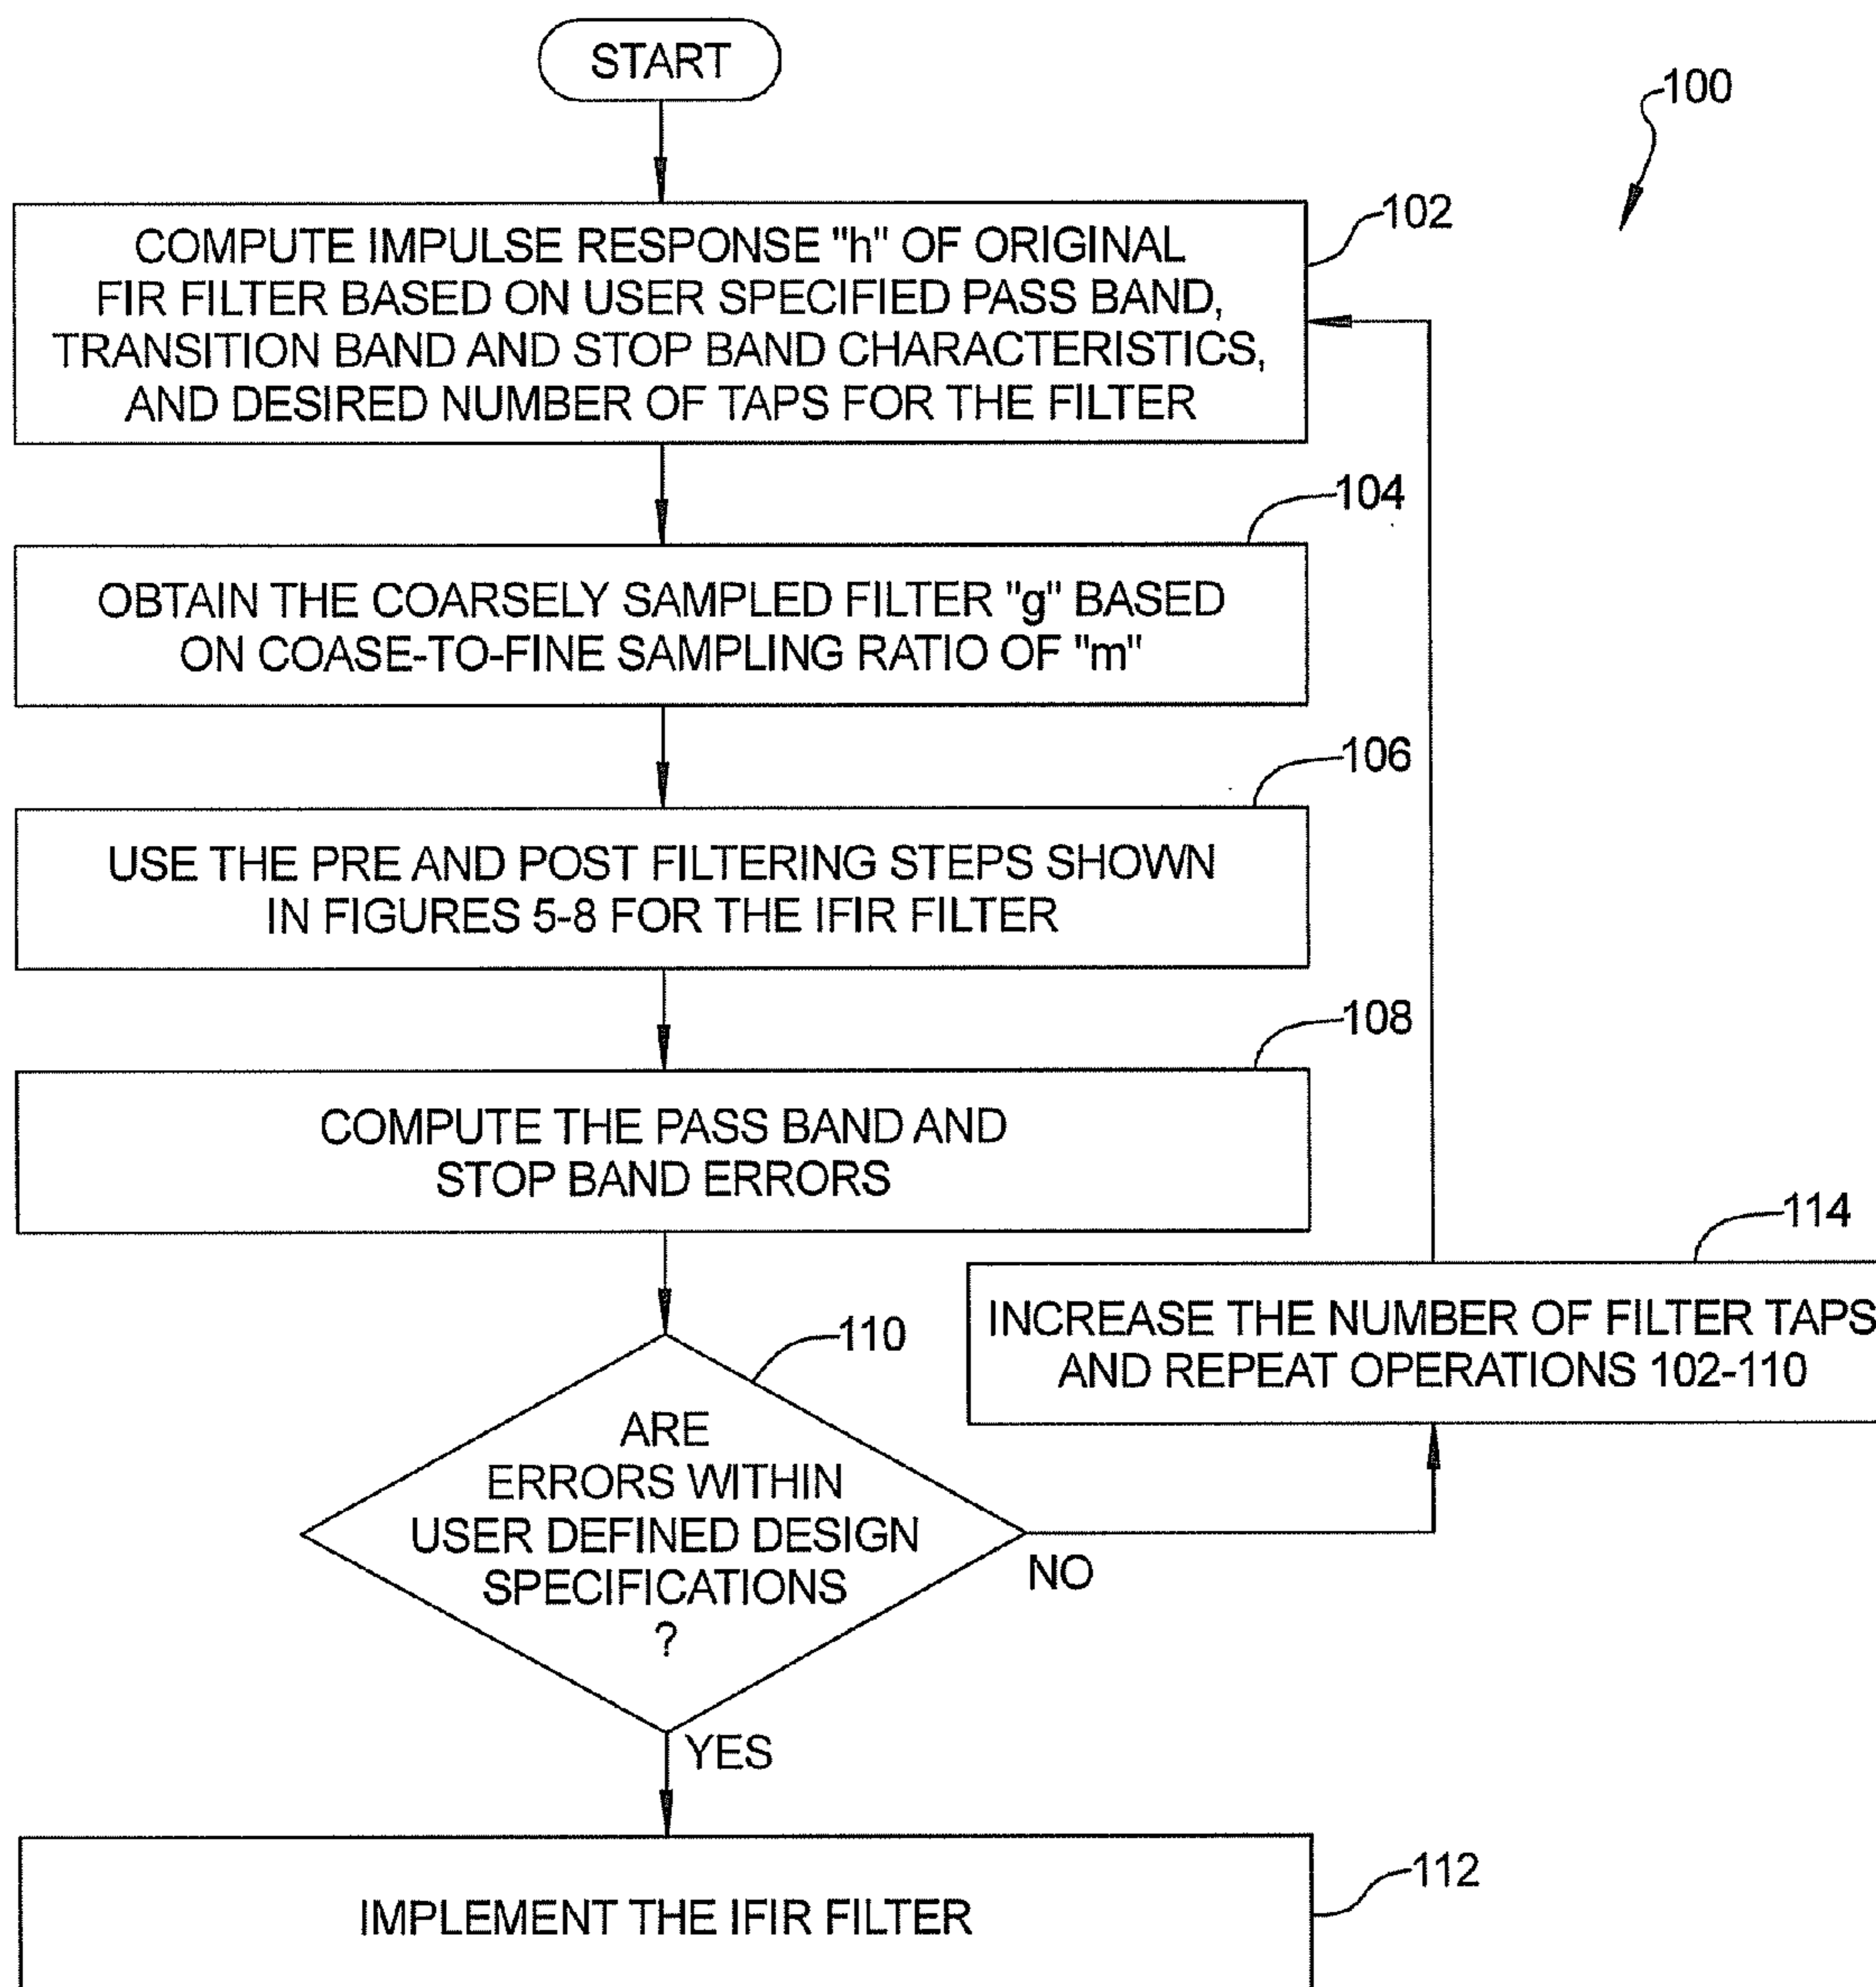 START
100
102
COMPUTE IMPULSE RESPONSE "h" OF ORIGINAL
FIR FILTER BASED ON USER SPECIFIED PASS BAND,
TRANSITION BAND AND STOP BAND CHARACTERISTICS,
AND DESIRED NUMBER OF TAPS FOR THE FILTER
104
OBTAIN THE COARSELY SAMPLED FILTER "g" BASED
ON COASE-TO-FINE SAMPLING RATIO OF "m"
106
USE THE PRE AND POST FILTERING STEPS SHOWN
IN FIGURES 5-8 FOR THE IFIR FILTER
108
COMPUTE THE PASS BAND AND
STOP BAND ERRORS
114
INCREASE THE NUMBER OF FILTER TAPS
AND REPEAT OPERATIONS 102-110
110
ARE
ERRORS WITHIN
USER DEFINED DESIGN
SPECIFICATIONS
?
NO
YES
112
IMPLEMENT THE IFIR FILTER